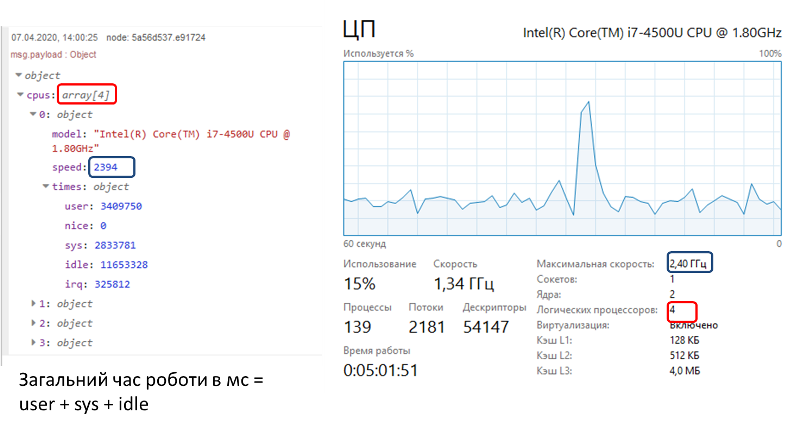 07.04.2020, 14:00:25 node: 5a56d537.e91724
msg.payload : Object
object
cpus: array[4]
0: object
model: "Intel(R) Core(TM) i7-4500U CPU @
1.80GHz"
speed: 2394
times: object
user: 3409750
nice: 0
sys: 2833781
idle: 11653328
irq: 325812
1: object
2: object
3: object
Загальний час роботи в мс =
user + sys + idle
ЦП
Intel(R) Core(TM) i7-4500U CPU @ 1.80GHz
Используется %
100%
60 секунд
0
Использование
Скорость
15%
1,34 ГГц
Процессы
Потоки
Дескрипторы
139
2181
54147
Время работы
0:05:01:51
Максимальная скорость: 2,40 ГГц
Сокетов: 1
Ядра: 2
Логических процессоров: 4
Виртуализация: Включено
Кэш L1: 128 КБ
Кэш L2: 512 КБ
Кэш L3: 4,0 МБ